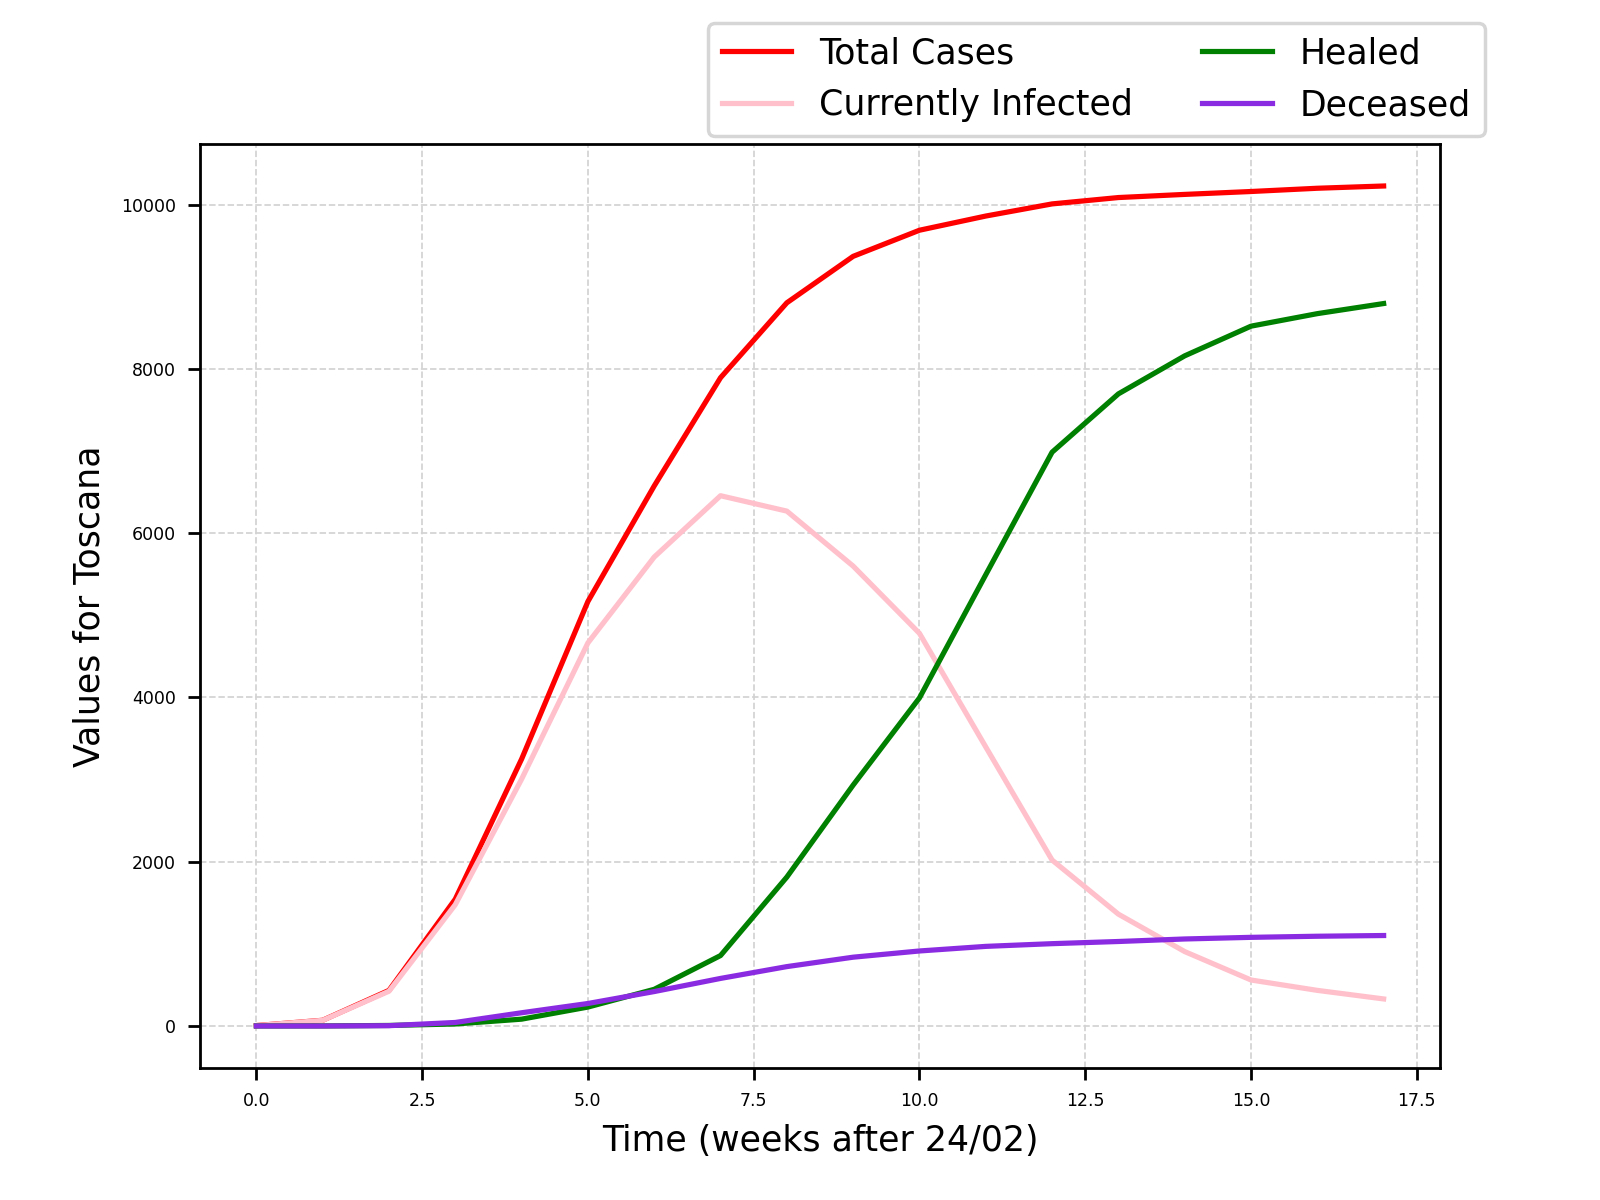 Total Cases
Currently Infected
Healed
Deceased
Values for Toscana
10000
8000
6000
4000
2000
0
0.0 2.5 5.0 7.5 10.0 12.5 15.0 17.5
Time (weeks after 24/02)